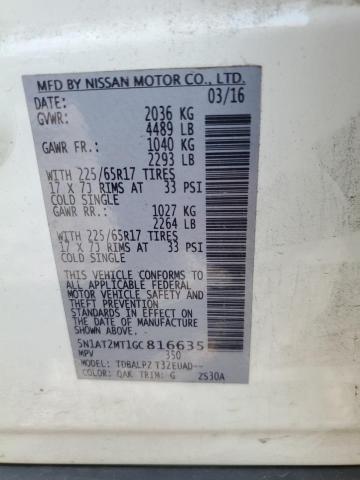 MFD BY NISSAN MOTOR CO., LTD.
DATE: 03/16
GVWR: 2036 KG
4489 LB
GAWR FR.: 1040 KG
2293 LB
WITH 225/65R17 TIRES
17 X 7J RIMS AT 33 PSI
COLD SINGLE
GAWR RR.: 1027 KG
2264 LB
WITH 225/65R17 TIRES
17 X 7J RIMS AT 33 PSI
COLD SINGLE
THIS VEHICLE CONFORMS TO
ALL APPLICABLE FEDERAL
MOTOR VEHICLE SAFETY
AND THEFT PREVENTION
STANDARDS IN EFFECT ON
THE DATE OF MANUFACTURE
SHOWN ABOVE.
5N1AT2MT1GC816635
MPV 350
MODEL: TDBALPZ T32EUAD--
COLOR: QAK TRIM: G 2S30A